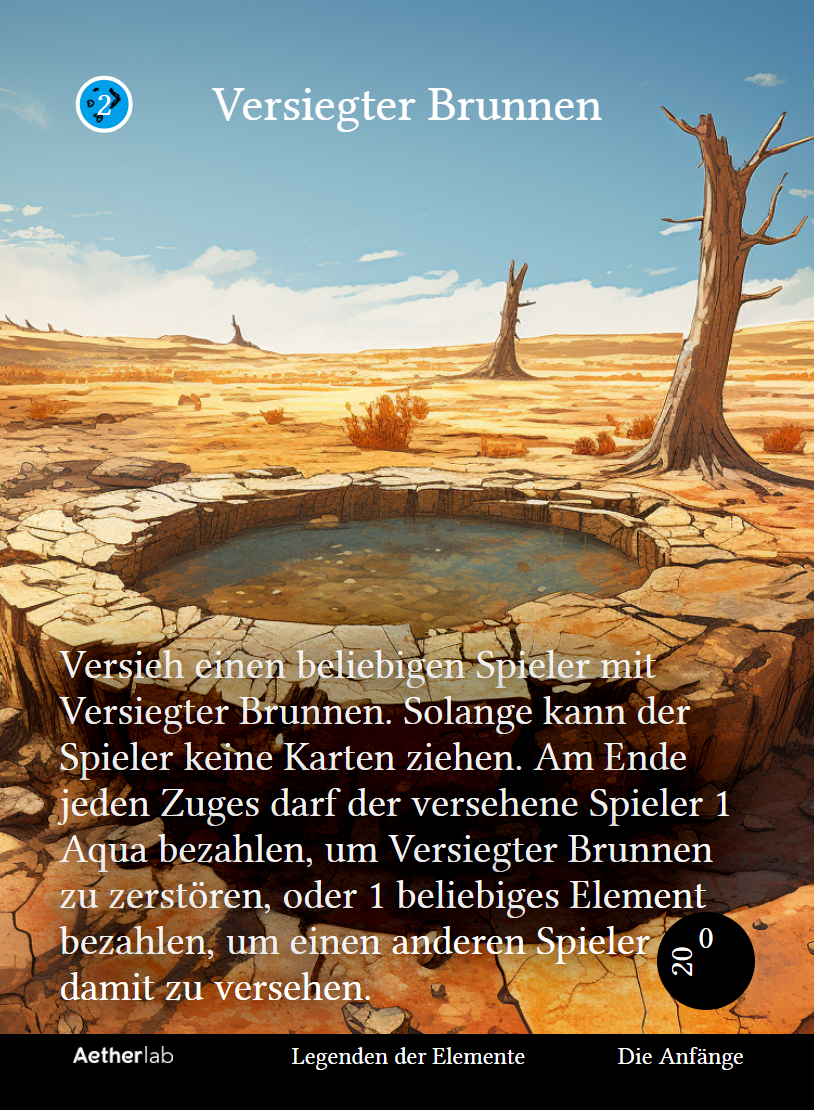 2
Versiegter Brunnen
Versieh einen beliebigen Spieler mit
Versiegter Brunnen. Solange kann der
Spieler keine Karten ziehen. Am Ende
jeden Zuges darf der versehene Spieler 1
Aqua bezahlen, um Versiegter Brunnen
zu zerstören, oder 1 beliebiges Element
bezahlen, um einen anderen Spieler
damit zu versehen.
0
20
Aetherlab
Legenden der Elemente
Die Anfänge